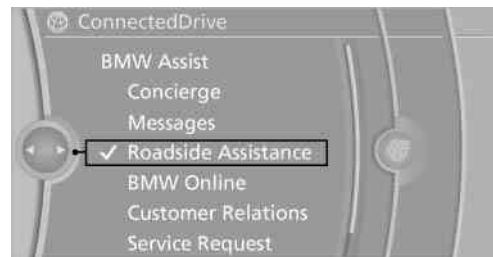 ConnectedDrive
BMW Assist
Concierge
Messages
Roadside Assistance
BMW Online
Customer Relations
Service Request